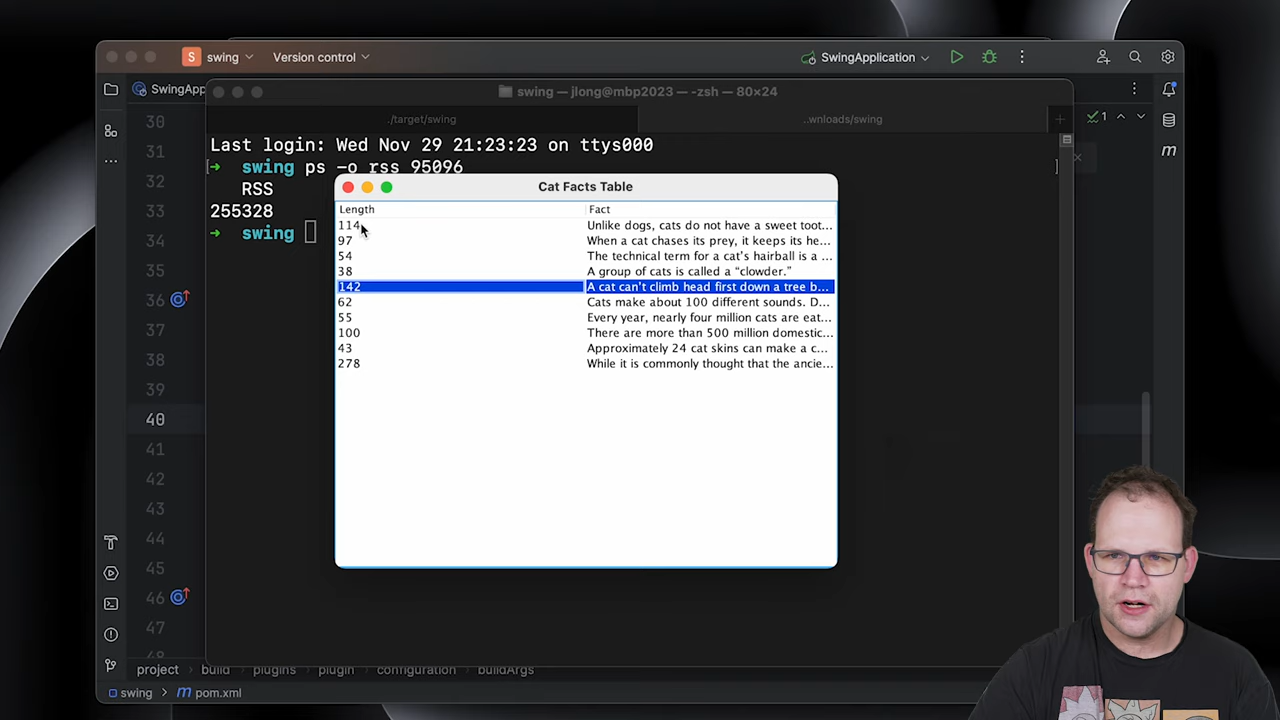 S swing Version control SwingApplication
SwingApp
swing — jlong@mbp2023 — -zsh — 80×24
./target/swing ..wnloads/swing
Last login: Wed Nov 29 21:23:23 on ttys000
swing ps -o rss 95096
RSS
255328
swing
Cat Facts Table
Length Fact
114 Unlike dogs, cats do not have a sweet toot...
97 When a cat chases its prey, it keeps its he...
54 The technical term for a cat's hairball is a ...
38 A group of cats is called a “clowder.”
142 A cat can't climb head first down a tree b...
62 Cats make about 100 different sounds. D...
55 Every year, nearly four million cats are eat...
100 There are more than 500 million domestic...
43 Approximately 24 cat skins can make a c...
278 While it is commonly thought that the ancie...
30
31
32
33
34
35
36
37
38
39
40
41
42
43
44
45
46
47
1
m
project build plugins plugin configuration buildArgs
swing > m pom.xml